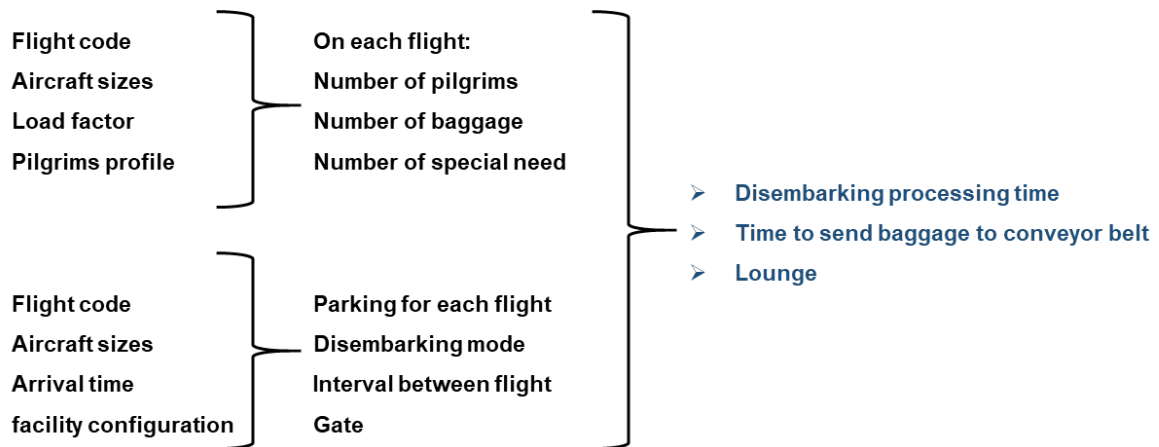 Flight code
Aircraft sizes
Load factor
Pilgrims profile
On each flight:
Number of pilgrims
Number of baggage
Number of special need
Flight code
Aircraft sizes
Arrival time
facility configuration
Parking for each flight
Disembarking mode
Interval between flight
Gate
Disembarking processing time
Time to send baggage to conveyor belt
Lounge